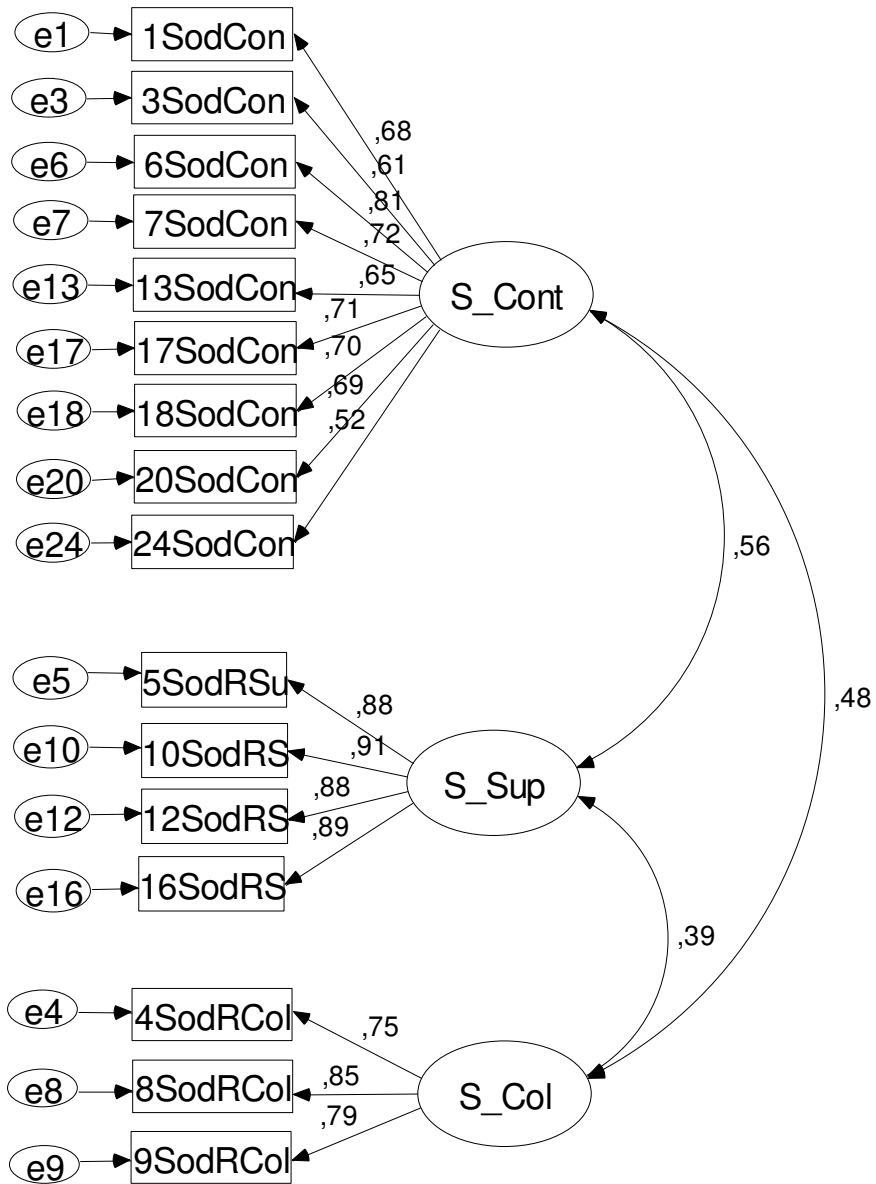 e1 1SodCon
e3 3SodCon
,68
,61
e6 6SodCon
,81
e7 7SodCon
,72
e13 13SodCon
,65
S_Cont
,71
e17 17SodCon
,70
e18 18SodCon
,69
,52
e20 20SodCon
e24 24SodCon
,56
e5 5SodRSu
,88
,48
e10 10SodRS
,91
S_Sup
,88
e12 12SodRS
,89
e16 16SodRS
,39
e4 4SodRCol
,75
,85
e8 8SodRCol
S_Col
,79
e9 9SodRCol